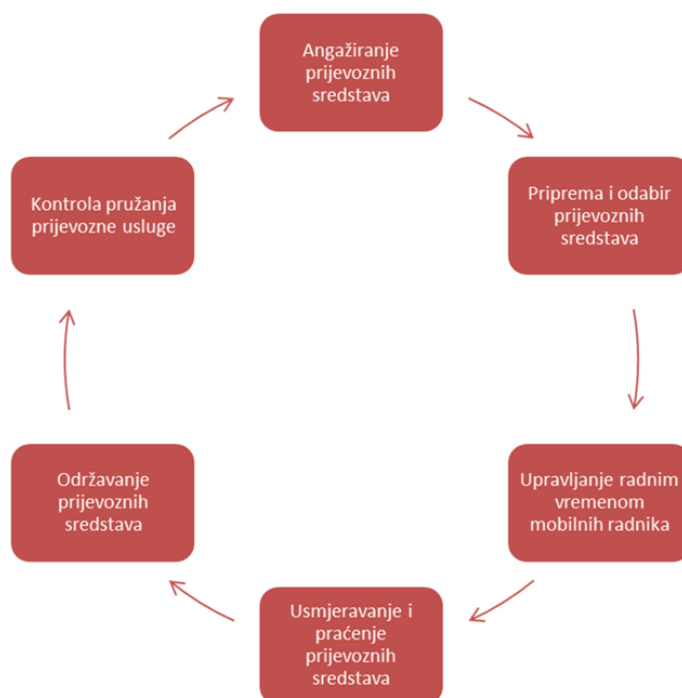 Angažiranje
prijevoznih
sredstava
Priprema i odabir
prijevoznih
sredstava
Upravljanje radnim
vremenom
mobilnih radnika
Usmjeravanje i
praćenje
prijevoznih
sredstava
Održavanje
prijevoznih
sredstava
Kontrola pružanja
prijevozne usluge